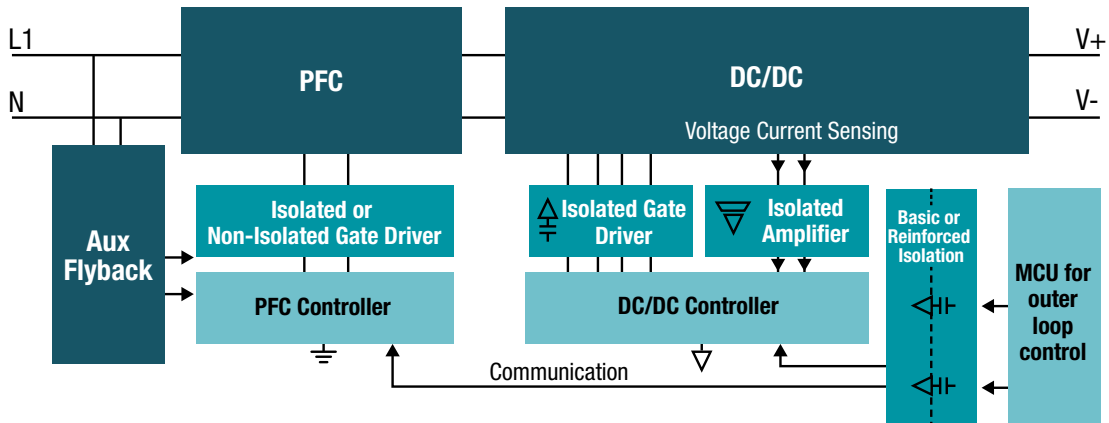 L1
N
PFC
DC/DC
Voltage Current Sensing
V+
V-
Aux
Flyback
Isolated or
Non-Isolated Gate Driver
PFC Controller
Isolated Gate
Driver
Isolated
Amplifier
DC/DC Controller
Communication
Basic or
Reinforced
Isolation
MCU for
outer
loop
control